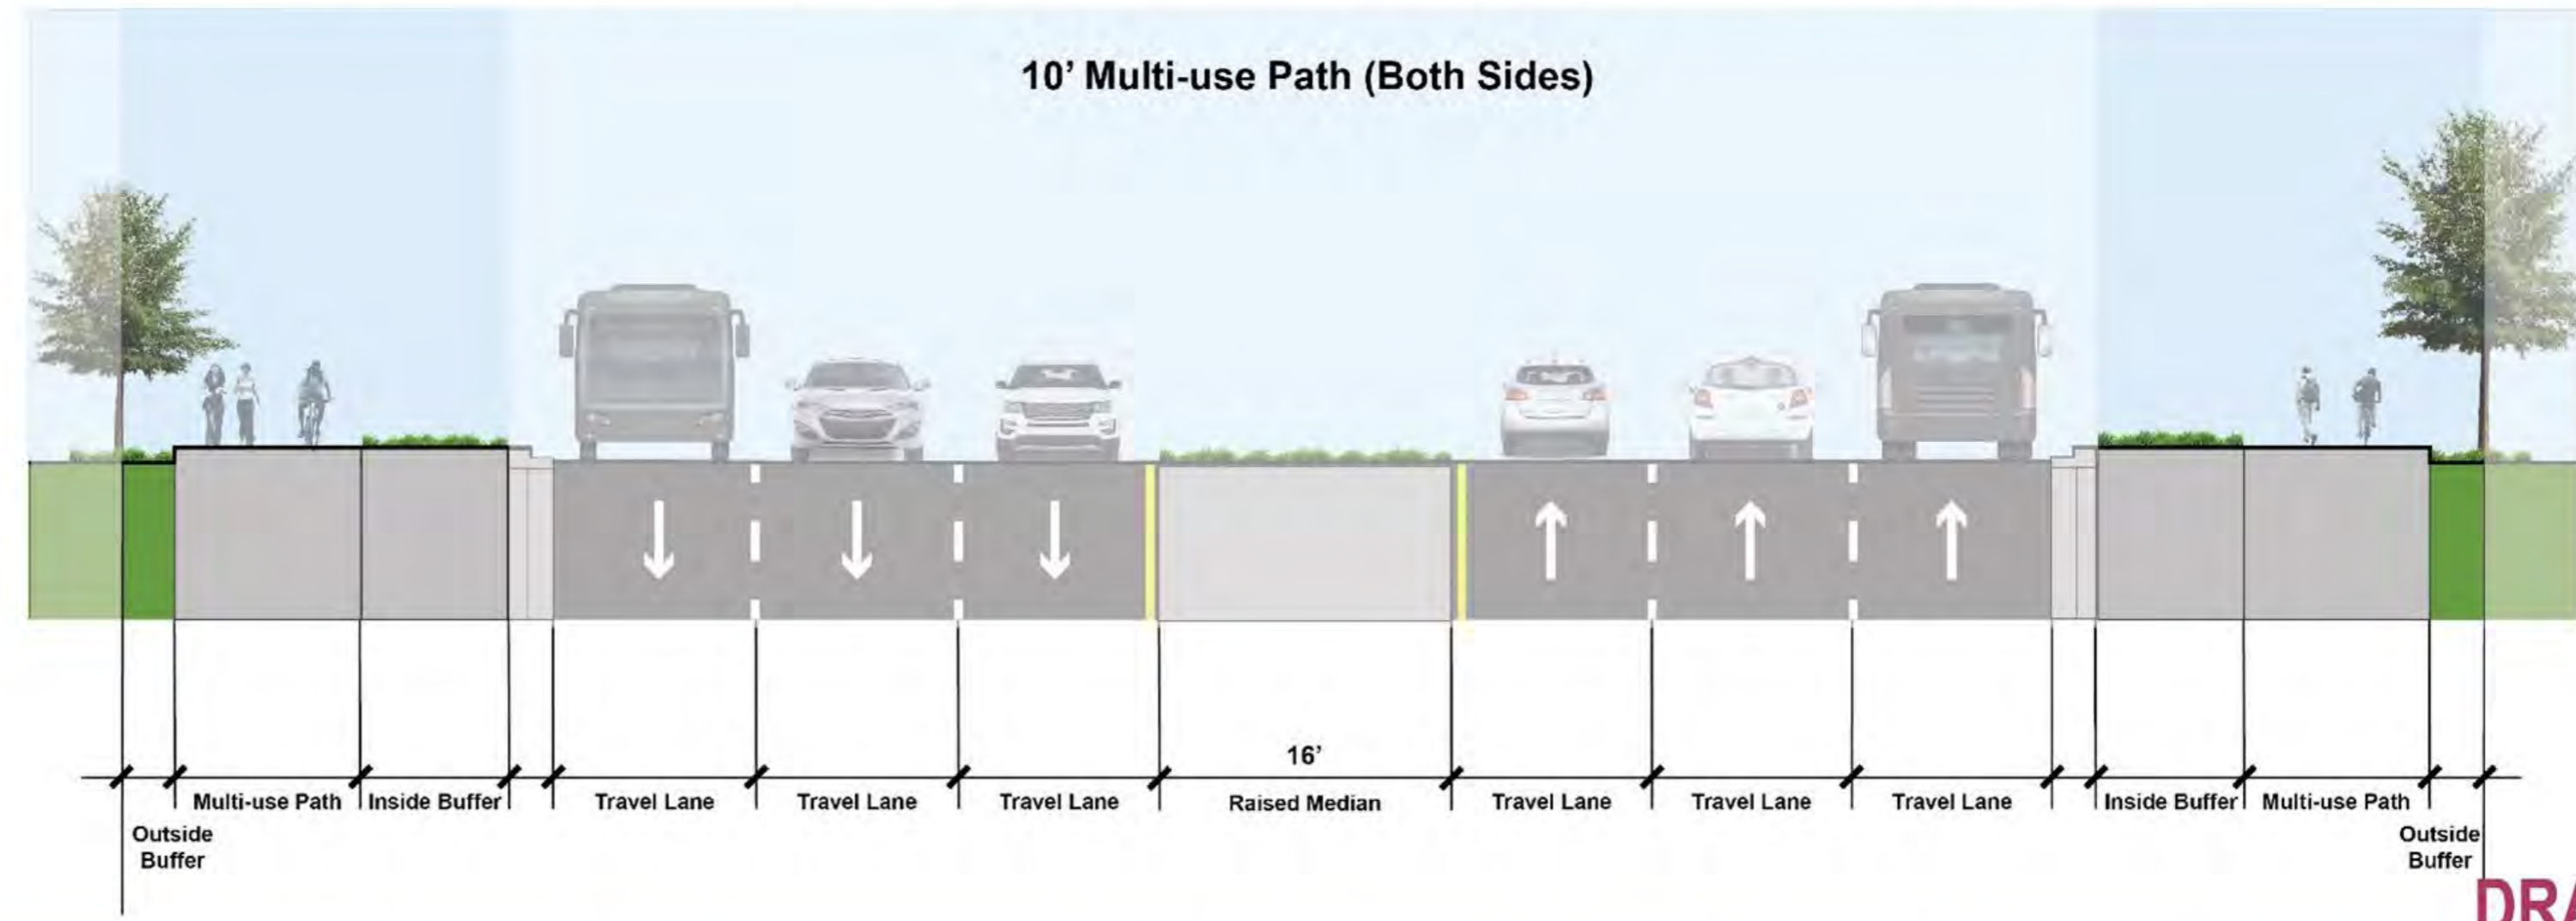 10' Multi-use Path (Both Sides)
16'
Multi-use Path
Inside Buffer
Travel Lane
Travel Lane
Travel Lane
Raised Median
Travel Lane
Travel Lane
Travel Lane
Inside Buffer
Multi-use Path
Outside
Buffer
Outside
Buffer